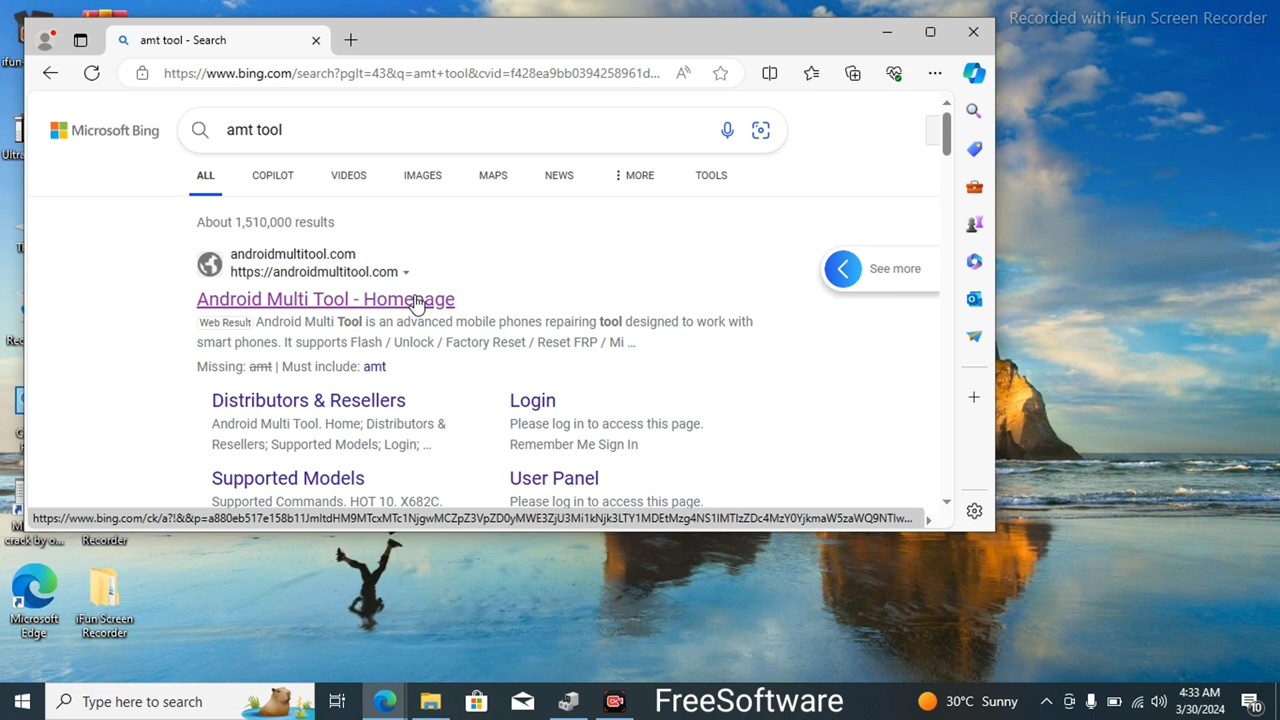 Recorded with iFun Screen Recorder
amt tool - Search
https://www.bing.com/search?pglt=43&q=amt+tool&cvid=f428ea9bb0394258961d...
Microsoft Bing
amt tool
ALL
COPILOT
VIDEOS
IMAGES
MAPS
NEWS
MORE
TOOLS
About 1,510,000 results
androidmultitool.com
https://androidmultitool.com
See more
Android Multi Tool - Homepage
Web Result Android Multi Tool is an advanced mobile phones repairing tool designed to work with
smart phones. It supports Flash / Unlock / Factory Reset / Reset FRP / Mi ...
Missing: amt | Must include: amt
Distributors & Resellers
Android Multi Tool. Home; Distributors &
Resellers; Supported Models; Login; ...
Login
Please log in to access this page.
Remember Me Sign In
Supported Models
Supported Commands. HOT 10. X682C.
User Panel
Please log in to access this page.
crack by o...
Recorder
Microsoft
Edge
iFun Screen
Recorder
Type here to search
FreeSoftware
30°C Sunny
4:33 AM
3/30/2024
10